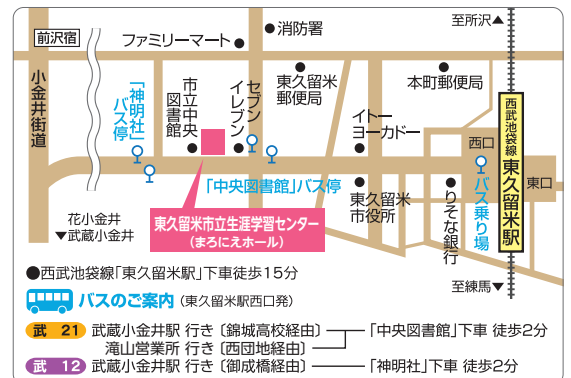 至所沢▲
前沢宿
ファミリーマート
消防署
小金井街道
「神明社」
バス停
市立中央
図書館
セブン
イレブン
東久留米
郵便局
本町郵便局
イトー
ヨーカドー
西武池袋線
東久留米駅
西口
東口
バス乗り場
「中央図書館」バス停
東久留米
市役所
りそな銀行
花小金井
▼武蔵小金井
東久留米市立生涯学習センター
(まろにえホール)
至練馬▼
●西武池袋線「東久留米駅」下車徒歩15分
バスのご案内(東久留米駅西口発)
武 21 武蔵小金井駅 行き〔錦城高校経由〕 「中央図書館」下車 徒歩2分
滝山営業所 行き〔西団地経由〕
武 12 武蔵小金井駅 行き〔御成橋経由〕 「神明社」下車 徒歩2分